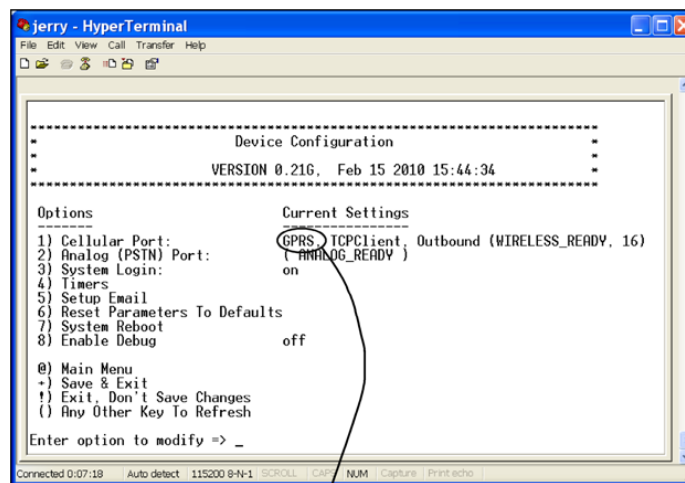 jerry - HyperTerminal
File Edit View Call Transfer Help
Device Configuration
VERSION 0.21G, Feb 15 2010 15:44:34
Options Current Settings
1) Cellular Port: GPRS, TCPClient, Outbound (WIRELESS_READY, 16)
2) Analog (PSTN) Port: ( ANALOG_READY )
3) System Login: on
4) Timers
5) Setup Email
6) Reset Parameters To Defaults
7) System Reboot
8) Enable Debug off
@) Main Menu
+) Save & Exit
!) Exit, Don't Save Changes
() Any Other Key To Refresh
Enter option to modify => _
Connected 0:07:18 Auto detect 115200 8-N-1 SCROLL CAPS NUM Capture Print echo